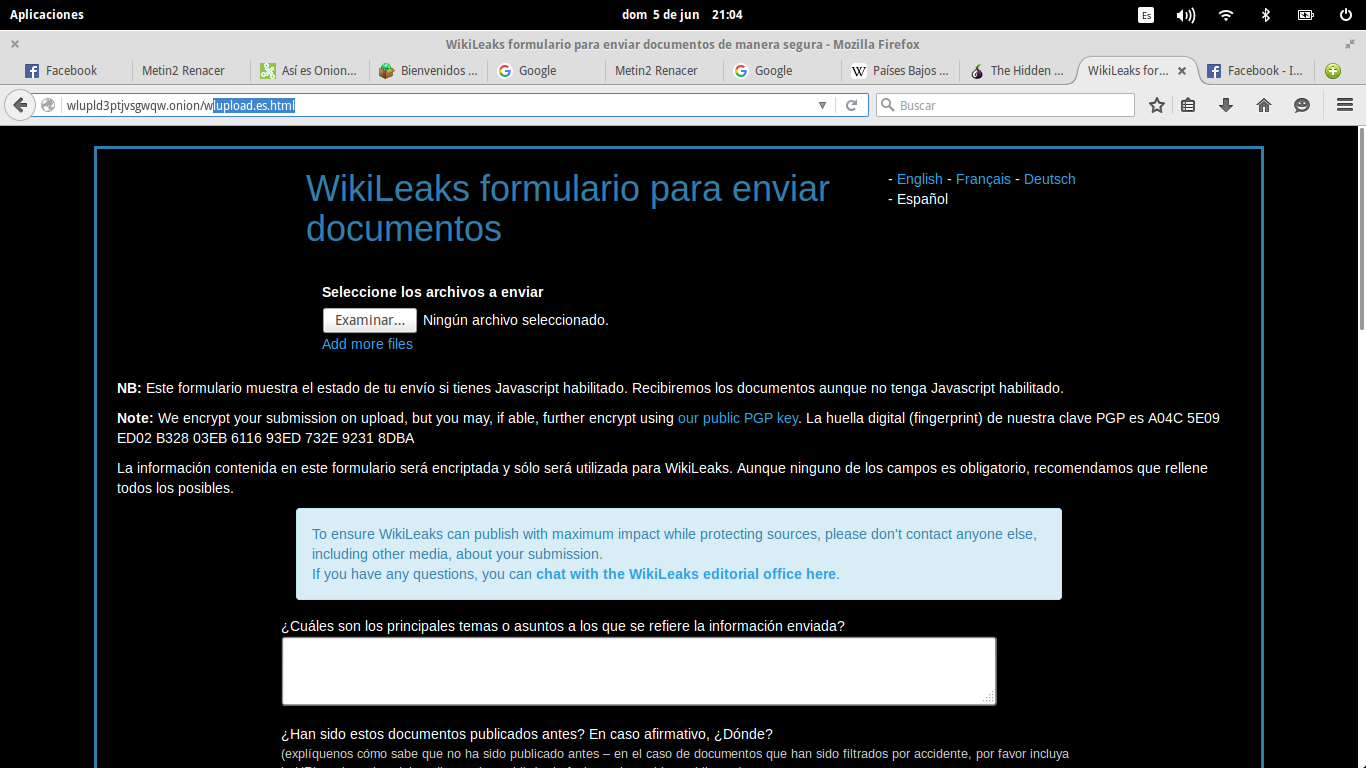 Aplicaciones
dom 5 de jun 21:04
Es
WikiLeaks formulario para enviar documentos de manera segura - Mozilla Firefox
Facebook
Metin2 Renacer
Así es Onion...
Bienvenidos ...
Google
Metin2 Renacer
Google
Países Bajos ...
The Hidden ...
WikiLeaks for...
Facebook - I...
wlupld3ptjvsgwqw.onion/wlupload.es.html
Buscar
WikiLeaks formulario para enviar
documentos
- English - Français - Deutsch
- Español
Seleccione los archivos a enviar
Examinar... Ningún archivo seleccionado.
Add more files
NB: Este formulario muestra el estado de tu envío si tienes Javascript habilitado. Recibiremos los documentos aunque no tenga Javascript habilitado.
Note: We encrypt your submission on upload, but you may, if able, further encrypt using our public PGP key. La huella digital (fingerprint) de nuestra clave PGP es A04C 5E09
ED02 B328 03EB 6116 93ED 732E 9231 8DBA
La información contenida en este formulario será encriptada y sólo será utilizada para WikiLeaks. Aunque ninguno de los campos es obligatorio, recomendamos que rellene
todos los posibles.
To ensure WikiLeaks can publish with maximum impact while protecting sources, please don't contact anyone else,
including other media, about your submission.
If you have any questions, you can chat with the WikiLeaks editorial office here.
¿Cuáles son los principales temas o asuntos a los que se refiere la información enviada?
¿Han sido estos documentos publicados antes? En caso afirmativo, ¿Dónde?
(explíquenos cómo sabe que no ha sido publicado antes – en el caso de documentos que han sido filtrados por accidente, por favor incluya